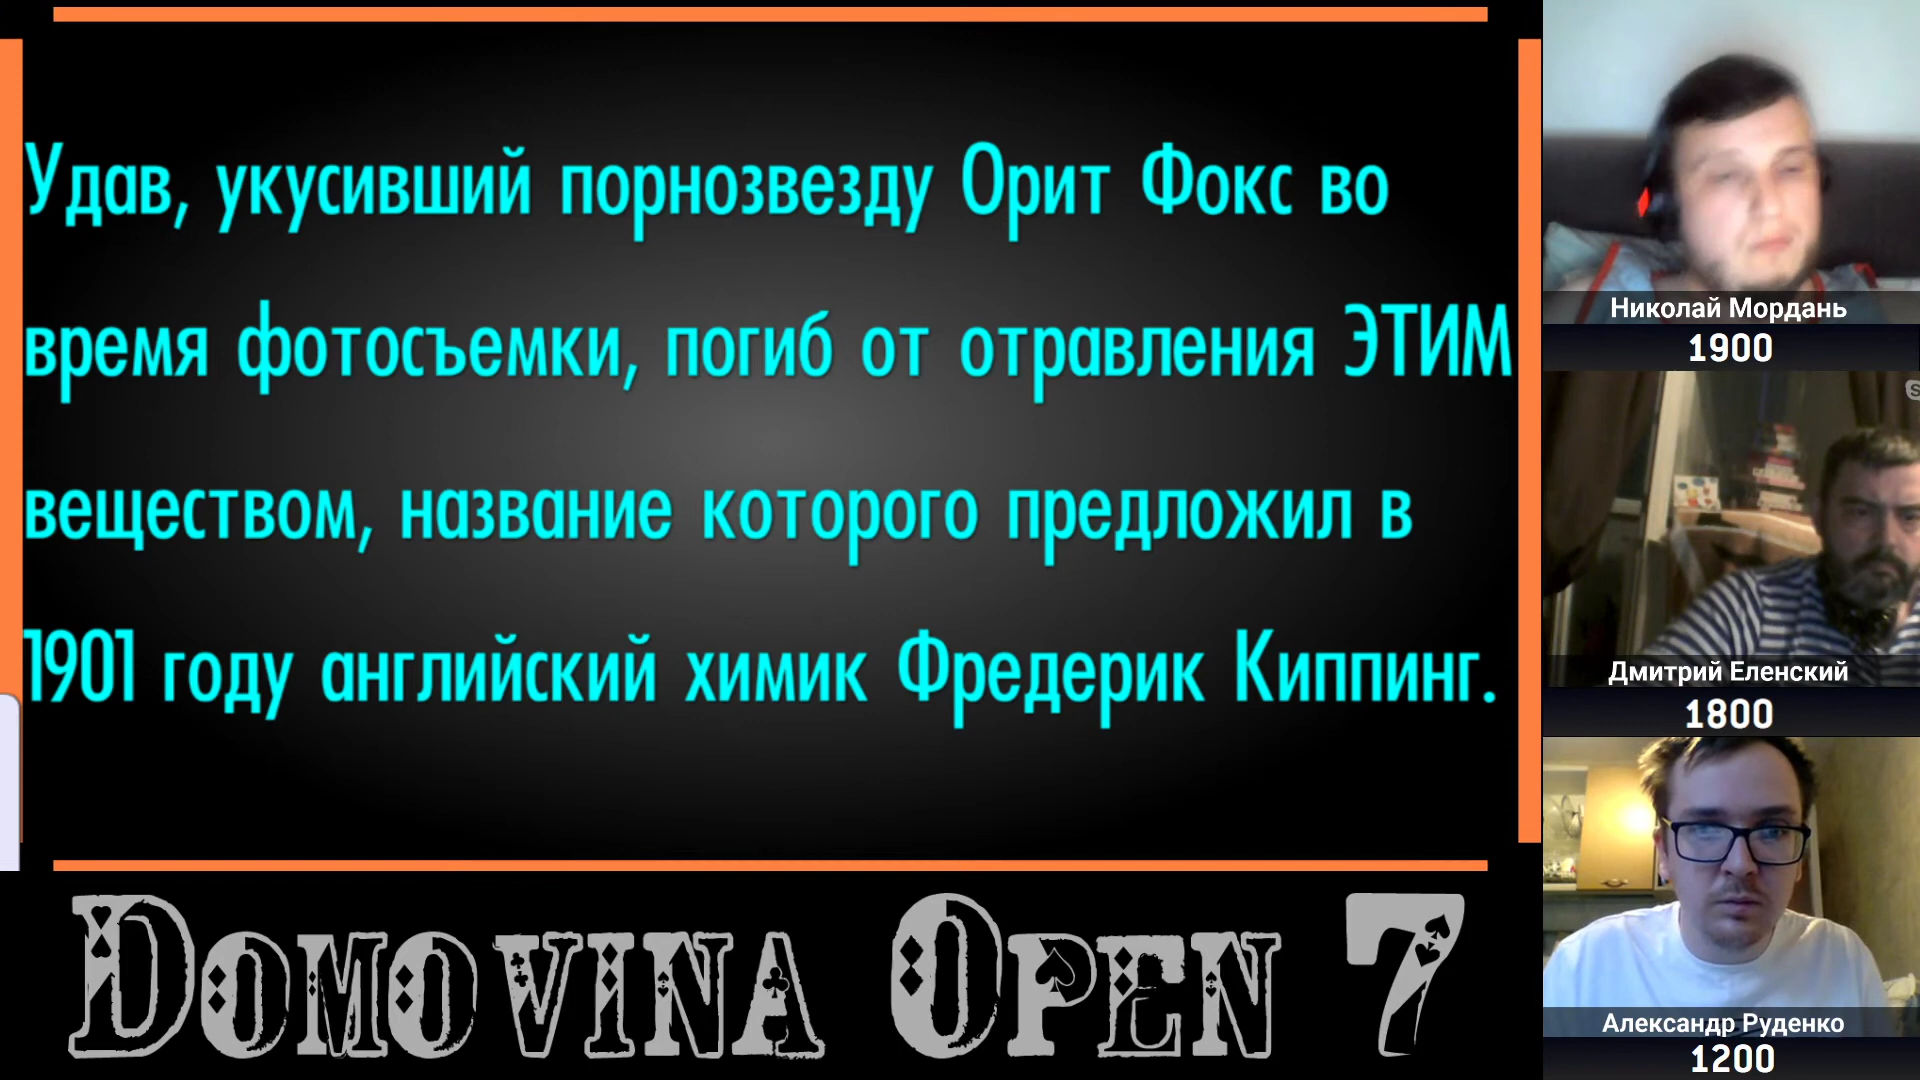 Удав, укусивший порнозвезду Орит Фокс во
время фотосъемки, погиб от отравления ЭТИМ
веществом, название которого предложил в
1901 году английский химик Фредерик Киппинг.
Domovina Open 7
Николай Мордань
1900
Дмитрий Еленский
1800
Александр Руденко
1200